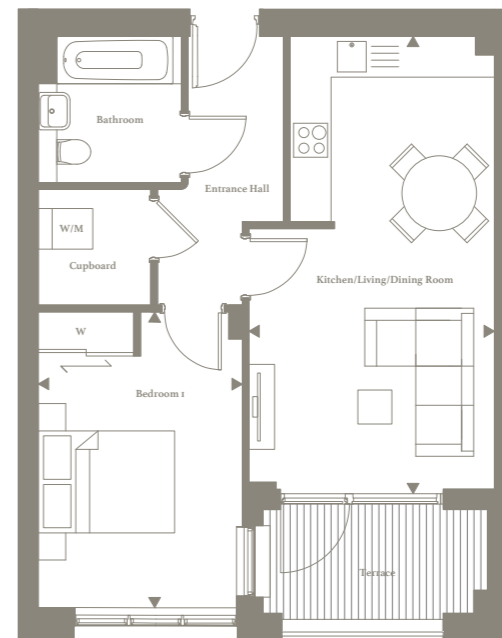 Bathroom
Entrance Hall
W/M
Cupboard
Kitchen/Living/Dining Room
W
Bedroom 1
Terrace